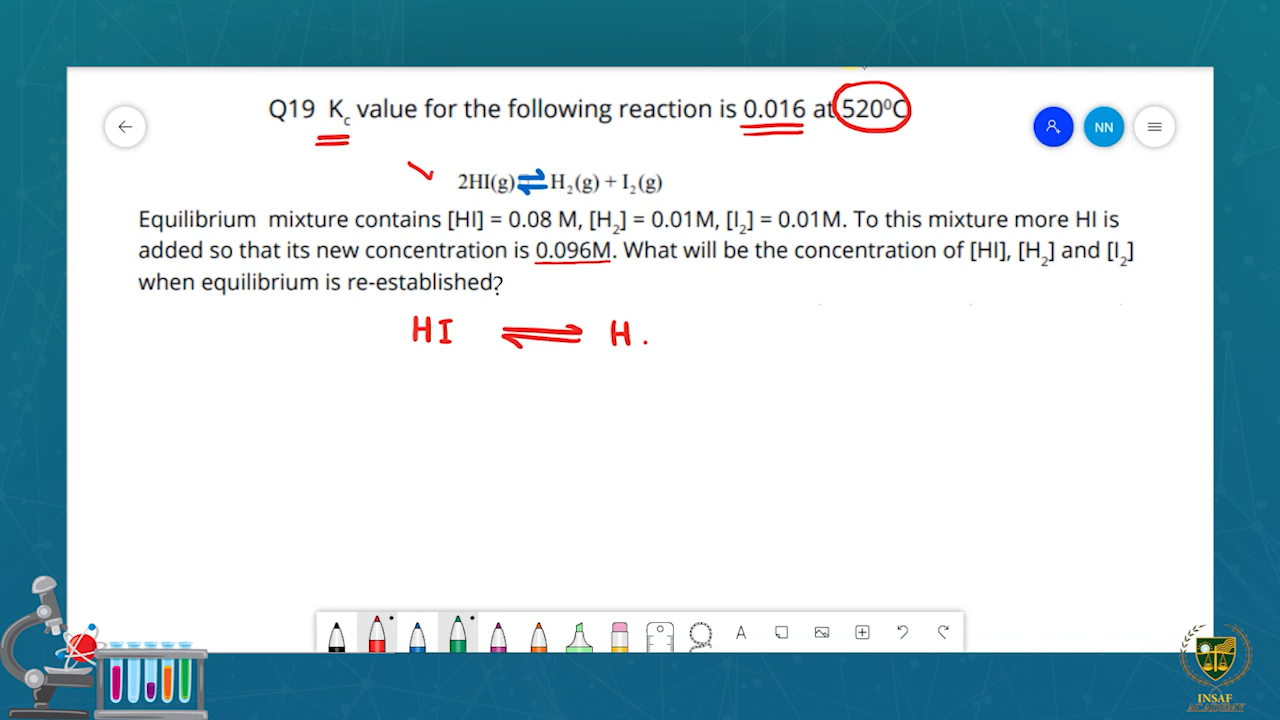 Q19 K꜀ value for the following reaction is 0.016 at 520⁰C
2HI(g)⇌H₂(g) + I₂(g)
Equilibrium mixture contains [HI] = 0.08 M, [H₂] = 0.01M, [I₂] = 0.01M. To this mixture more HI is
added so that its new concentration is 0.096M. What will be the concentration of [HI], [H₂] and [I₂]
when equilibrium is re-established?
HI ⇌ H .
NN
A
INSAF
ACADEMY